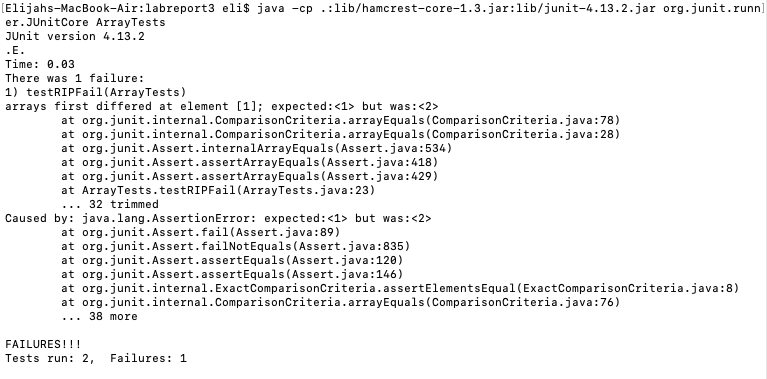 [Elijahs-MacBook-Air:labreport3 eli$ java -cp .:lib/hamcrest-core-1.3.jar:lib/junit-4.13.2.jar org.junit.runn]
er.JUnitCore ArrayTests
JUnit version 4.13.2
.E.
Time: 0.03
There was 1 failure:
1) testRIPFail(ArrayTests)
arrays first differed at element [1]; expected:<1> but was:<2>
        at org.junit.internal.ComparisonCriteria.arrayEquals(ComparisonCriteria.java:78)
        at org.junit.internal.ComparisonCriteria.arrayEquals(ComparisonCriteria.java:28)
        at org.junit.Assert.internalArrayEquals(Assert.java:534)
        at org.junit.Assert.assertArrayEquals(Assert.java:418)
        at org.junit.Assert.assertArrayEquals(Assert.java:429)
        at ArrayTests.testRIPFail(ArrayTests.java:23)
        ... 32 trimmed
Caused by: java.lang.AssertionError: expected:<1> but was:<2>
        at org.junit.Assert.fail(Assert.java:89)
        at org.junit.Assert.failNotEquals(Assert.java:835)
        at org.junit.Assert.assertEquals(Assert.java:120)
        at org.junit.Assert.assertEquals(Assert.java:146)
        at org.junit.internal.ExactComparisonCriteria.assertElementsEqual(ExactComparisonCriteria.java:8)
        at org.junit.internal.ComparisonCriteria.arrayEquals(ComparisonCriteria.java:76)
        ... 38 more

FAILURES!!!
Tests run: 2,  Failures: 1